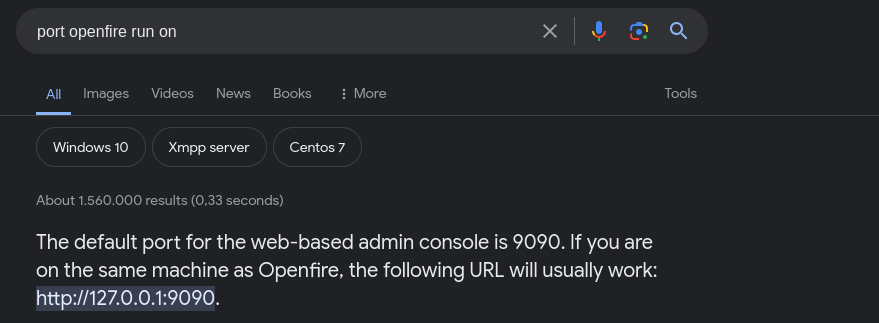 port openfire run on
All Images Videos News Books More Tools
Windows 10 Xmpp server Centos 7
About 1.560.000 results (0,33 seconds)
The default port for the web-based admin console is 9090. If you are
on the same machine as Openfire, the following URL will usually work:
http://127.0.0.1:9090.